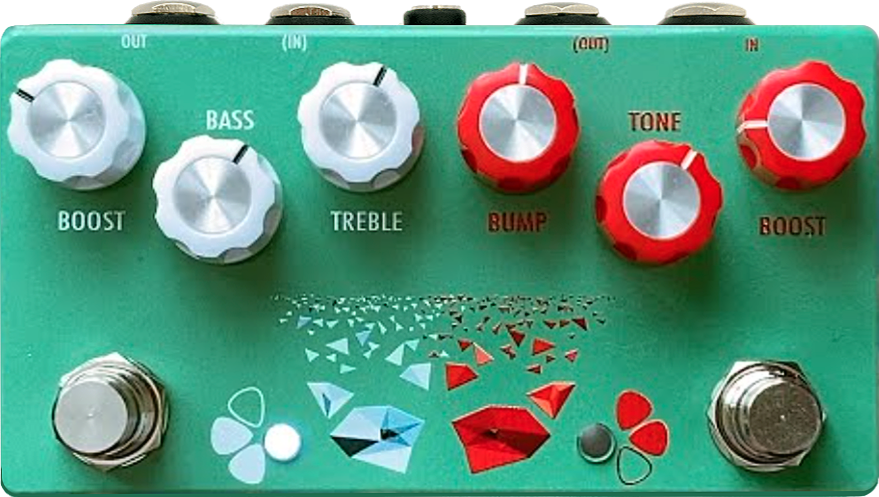 OUT (IN) (OUT) IN
BASS TONE
BOOST TREBLE BUMP BOOST